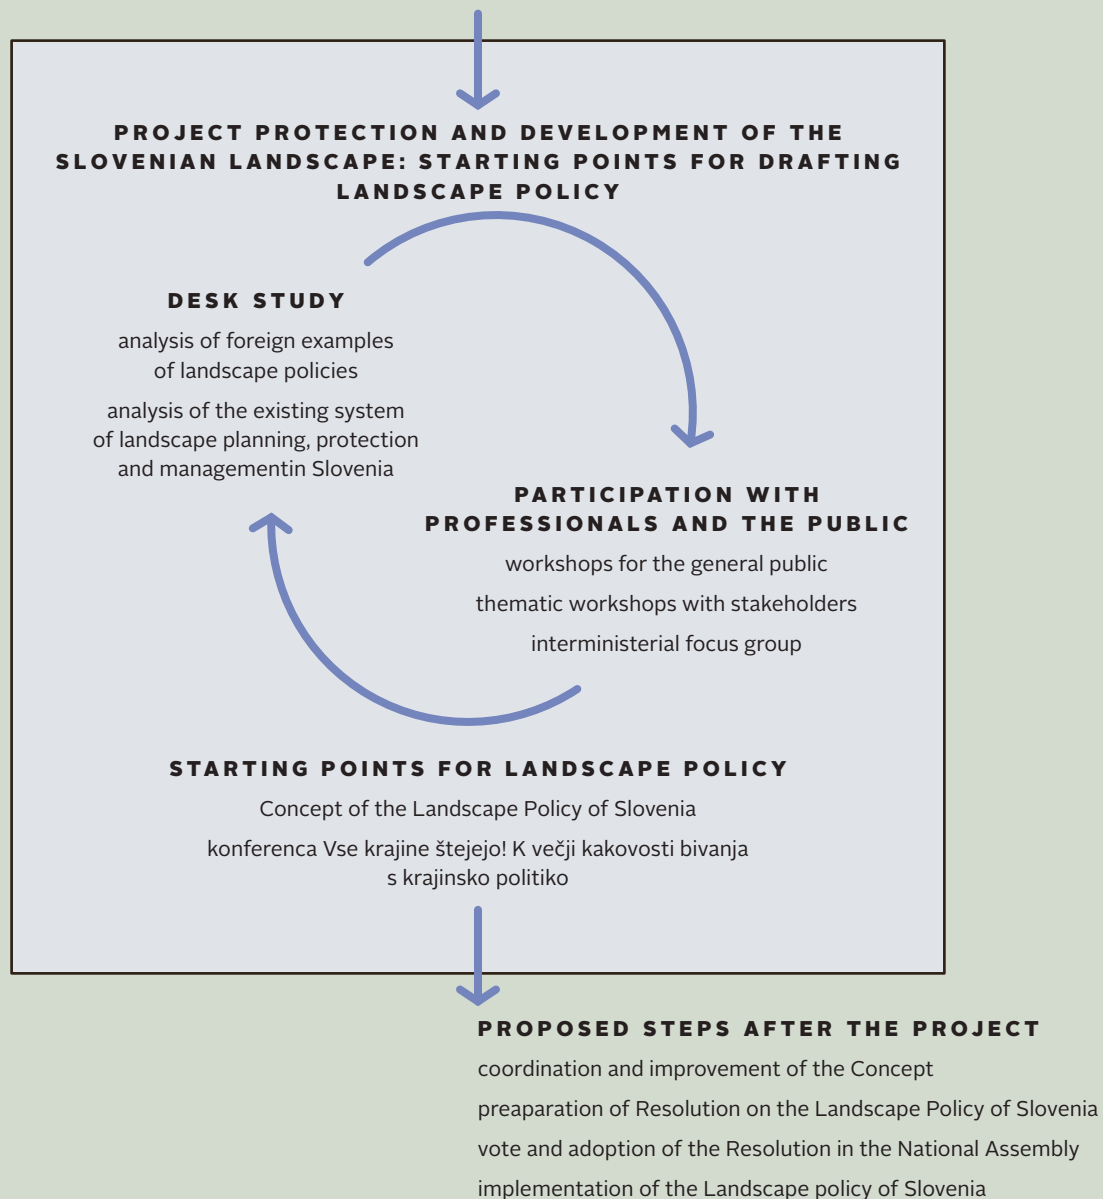 PROJECT PROTECTION AND DEVELOPMENT OF THE
SLOVENIAN LANDSCAPE: STARTING POINTS FOR DRAFTING
LANDSCAPE POLICY
DESK STUDY
analysis of foreign examples
of landscape policies
analysis of the existing system
of landscape planning, protection
and managementin Slovenia
PARTICIPATION WITH
PROFESSIONALS AND THE PUBLIC
workshops for the general public
thematic workshops with stakeholders
interministerial focus group
STARTING POINTS FOR LANDSCAPE POLICY
Concept of the Landscape Policy of Slovenia
konferenca Vse krajine štejejo! K večji kakovosti bivanja
s krajinsko politiko
PROPOSED STEPS AFTER THE PROJECT
coordination and improvement of the Concept
preaparation of Resolution on the Landscape Policy of Slovenia
vote and adoption of the Resolution in the National Assembly
implementation of the Landscape policy of Slovenia